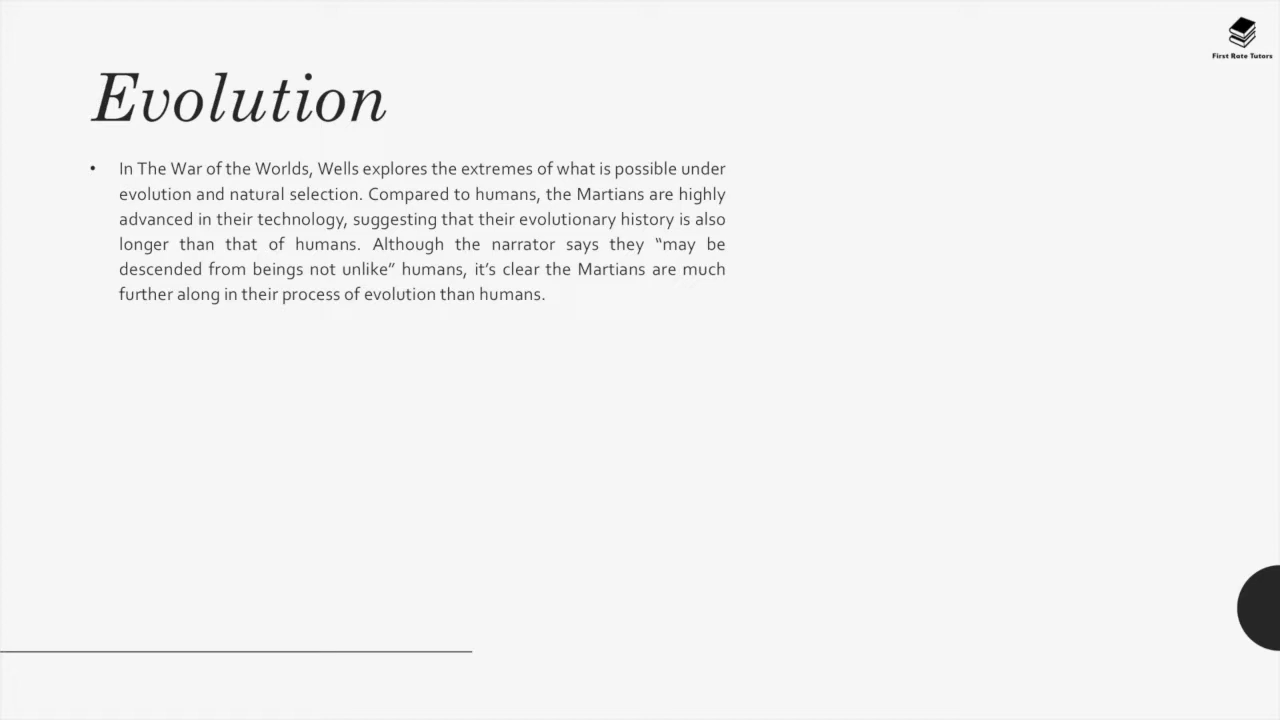 First Rate Tutors
Evolution
• In The War of the Worlds, Wells explores the extremes of what is possible under
evolution and natural selection. Compared to humans, the Martians are highly
advanced in their technology, suggesting that their evolutionary history is also
longer than that of humans. Although the narrator says they “may be
descended from beings not unlike” humans, it’s clear the Martians are much
further along in their process of evolution than humans.